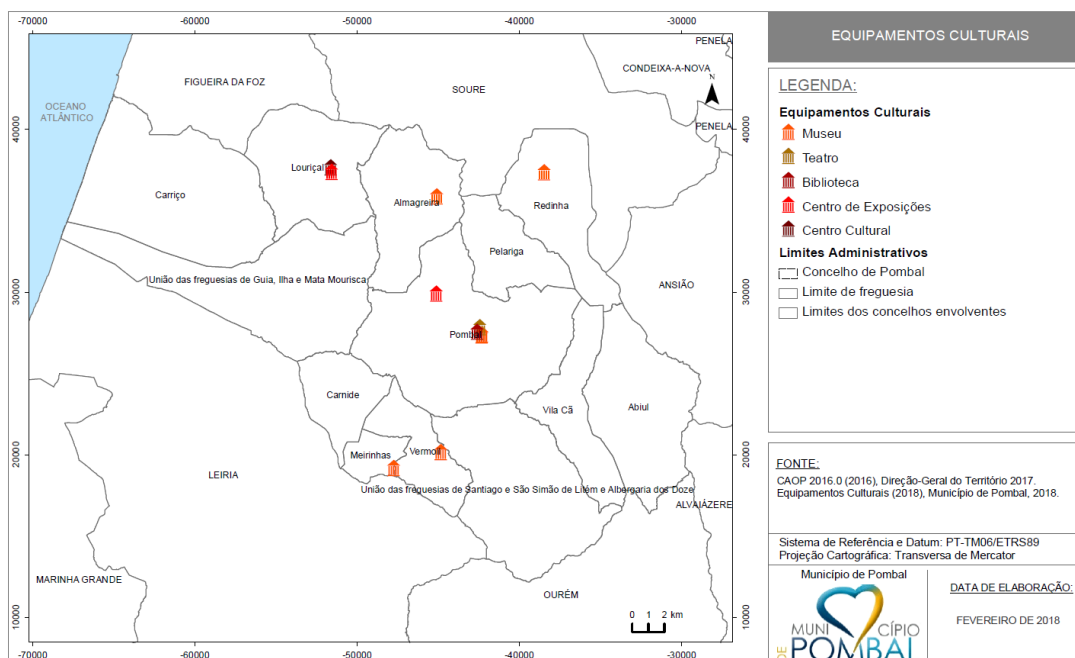 -70000 -60000 -50000 -40000 -30000
EQUIPAMENTOS CULTURAIS
PENELA
CONDEIXA-A-NOVA
FIGUEIRA DA FOZ
SOURE
N
OCEANO
ATLÂNTICO
PENELA
40000 40000
LEGENDA:
Equipamentos Culturais
Museu
Teatro
Biblioteca
Centro de Exposições
Centro Cultural
Limites Administrativos
Concelho de Pombal
Limite de freguesia
Limites dos concelhos envolventes
Louriçal
Carriço
Almagreira
Redinha
Pelariga
União das freguesias de Guia, Ilha e Mata Mourisca
ANSIÃO
30000 30000
Pombal
Carnide
Vila Cã
Abiul
20000 20000
Meirinhas
Vermoil
LEIRIA
União das freguesias de Santiago e São Simão de Litém e Albergaria dos Doze
ALVAIÁZERE
MARINHA GRANDE
OURÉM
10000 10000
0 1 2 km
-70000 -60000 -50000 -40000 -30000
FONTE:
CAOP 2016.0 (2016), Direção-Geral do Território 2017.
Equipamentos Culturais (2018), Município de Pombal, 2018.
Sistema de Referência e Datum: PT-TM06/ETRS89
Projeção Cartográfica: Transversa de Mercator
Município de Pombal
MUNI CÍPIO
DE POMBAL
DATA DE ELABORAÇÃO:
FEVEREIRO DE 2018